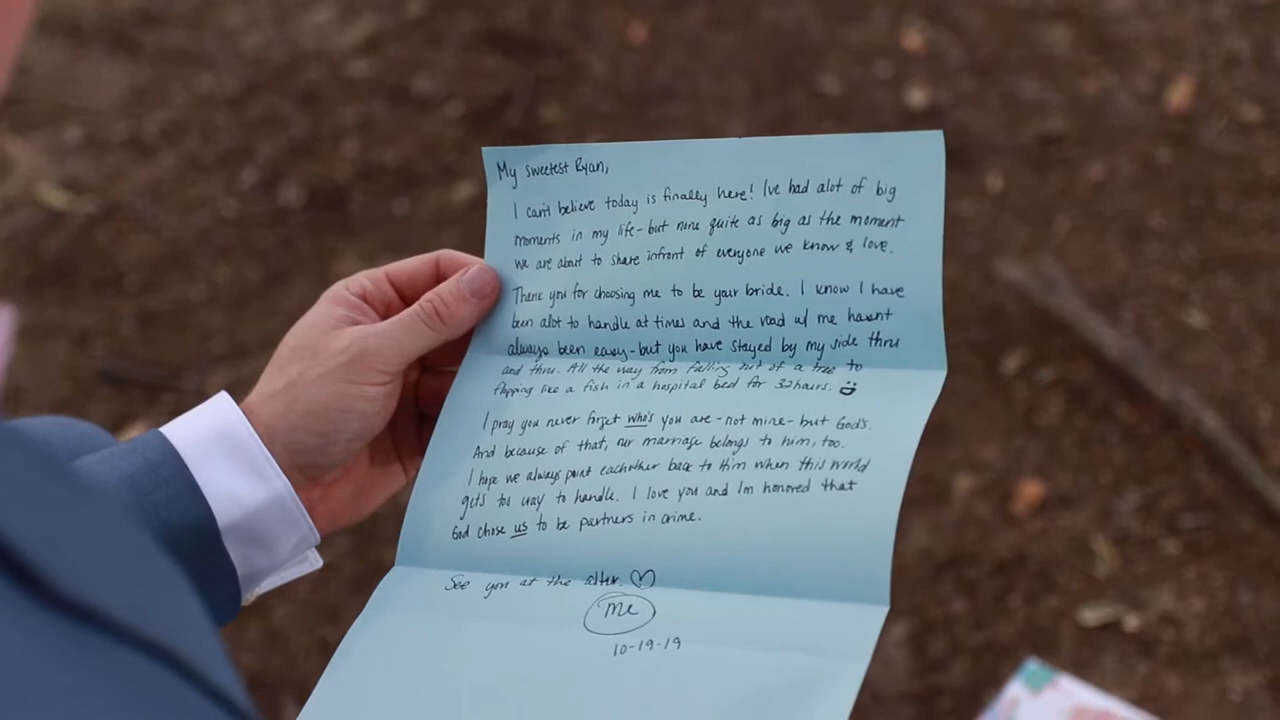 My sweetest Ryan,
I can't believe today is finally here! Ive had alot of big
moments in my life-but none quite as big as the moment
we are about to share infront of everyone we know & love.
Thank you for choosing me to be your bride. I know I have
been alot to handle at times and the road w/ me hasnt
always been easy-but you have stayed by my side thru
and thru. All the way from falling out of a tree to
flopping like a fish in a hospital bed for 32 hours.
I pray you never forget who's you are - not mine - but God's.
And because of that, our marriage belongs to him, too.
I hope we always point eachother back to Him when this world
gets too crazy to handle. I love you and Im honored that
God chose us to be partners in crime.
See you at the alter ♡
me
10-19-19